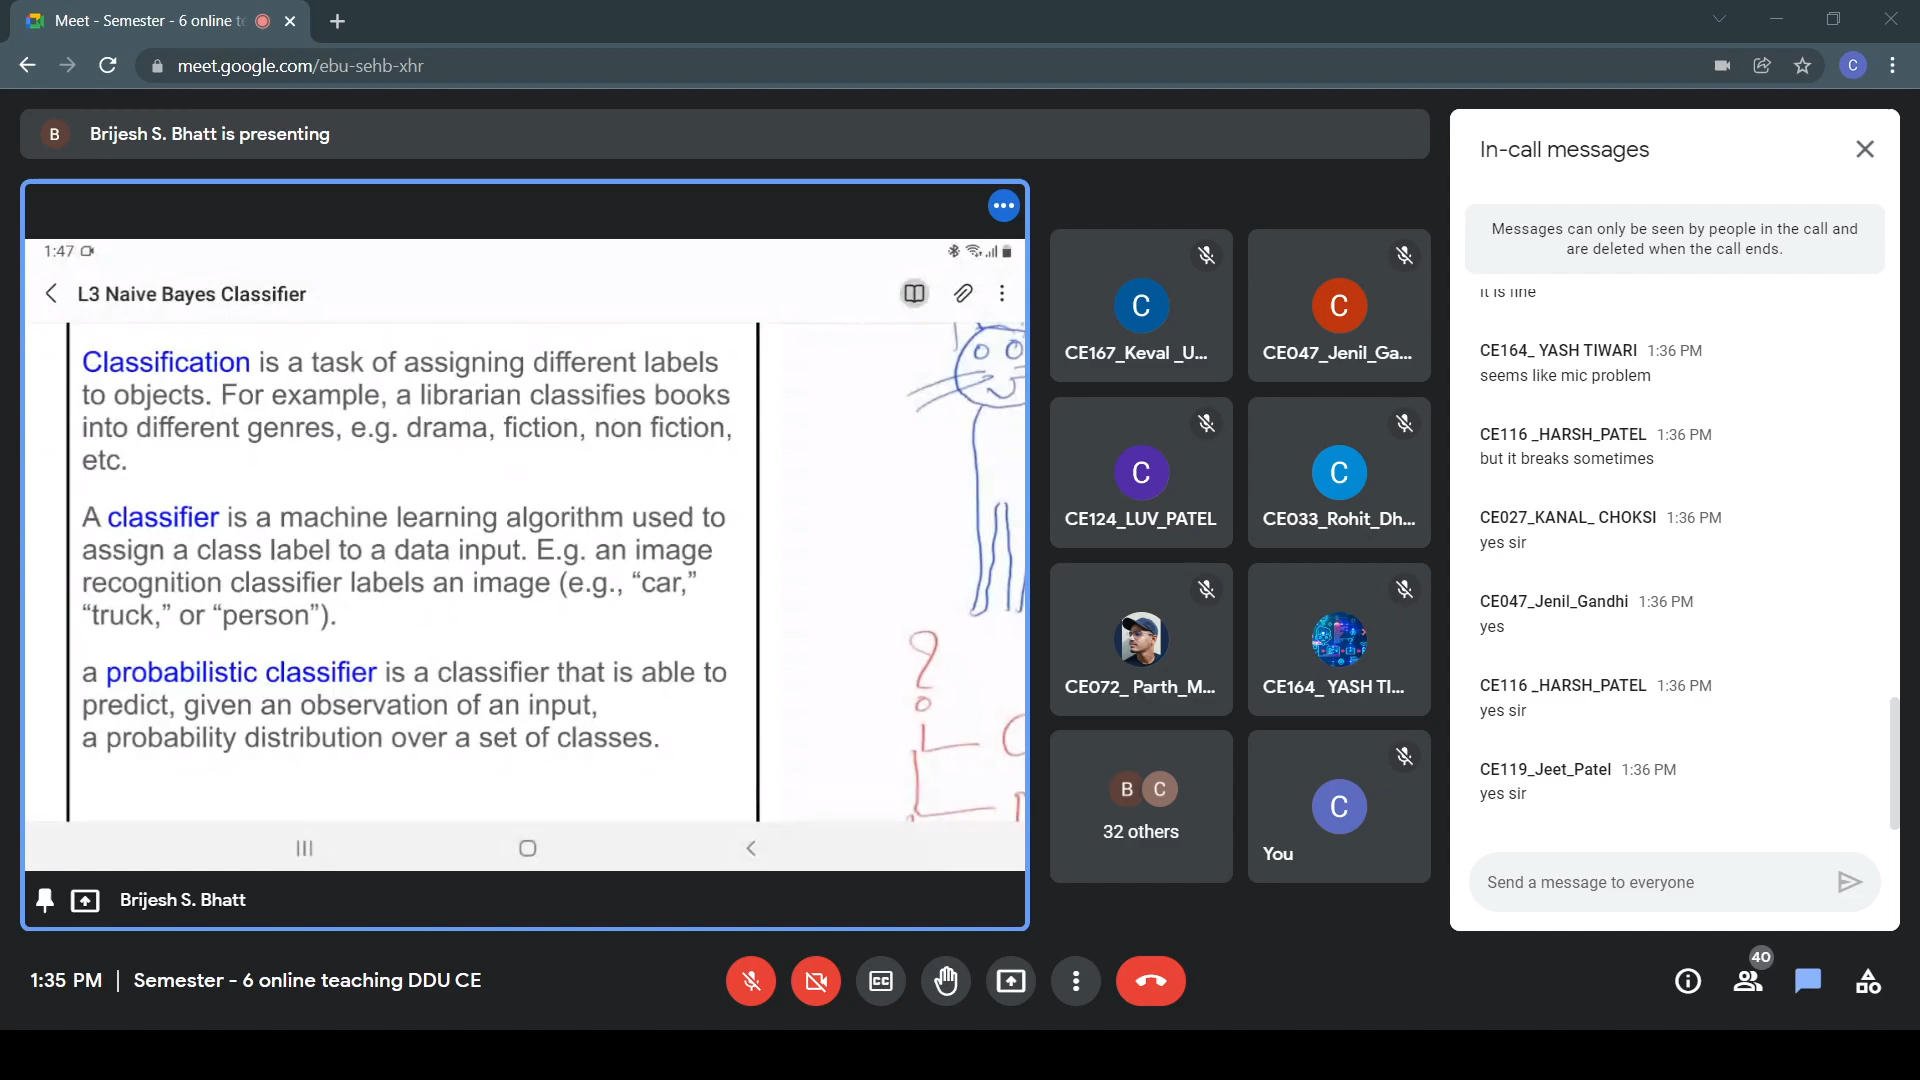 Meet - Semester - 6 online te
meet.google.com/ebu-sehb-xhr
C
B
Brijesh S. Bhatt is presenting
1:47
L3 Naive Bayes Classifier
Classification is a task of assigning different labels
to objects. For example, a librarian classifies books
into different genres, e.g. drama, fiction, non fiction,
etc.
A classifier is a machine learning algorithm used to
assign a class label to a data input. E.g. an image
recognition classifier labels an image (e.g., “car,”
“truck,” or “person”).
a probabilistic classifier is a classifier that is able to
predict, given an observation of an input,
a probability distribution over a set of classes.
?
Brijesh S. Bhatt
C
CE167_Keval _U...
C
CE047_Jenil_Ga...
C
CE124_LUV_PATEL
C
CE033_Rohit_Dh...
CE072_ Parth_M...
CE164_ YASH TI...
B C
32 others
C
You
In-call messages
Messages can only be seen by people in the call and
are deleted when the call ends.
it is fine
CE164_ YASH TIWARI 1:36 PM
seems like mic problem
CE116 _HARSH_PATEL 1:36 PM
but it breaks sometimes
CE027_KANAL_ CHOKSI 1:36 PM
yes sir
CE047_Jenil_Gandhi 1:36 PM
yes
CE116 _HARSH_PATEL 1:36 PM
yes sir
CE119_Jeet_Patel 1:36 PM
yes sir
Send a message to everyone
1:35 PM | Semester - 6 online teaching DDU CE
CC
40